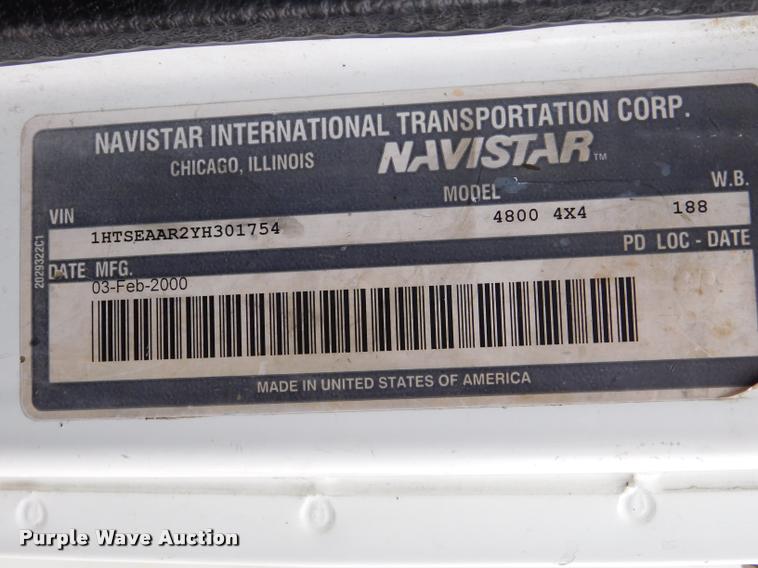 NAVISTAR INTERNATIONAL TRANSPORTATION CORP.
CHICAGO, ILLINOIS NAVISTAR™
VIN MODEL W.B.
1HTSEAAR2YH301754 4800 4X4 188
DATE MFG. PD LOC - DATE
03-Feb-2000
MADE IN UNITED STATES OF AMERICA
2029322C1
Purple Wave Auction